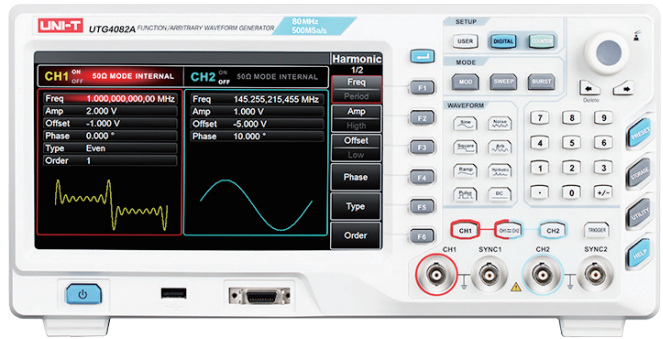 UNI-T UTG4082A FUNCTION/ARBITRARY WAVEFORM GENERATOR
80MHz
500MSa/s
CH1 ON OFF 50Ω MODE INTERNAL
CH2 ON OFF 50Ω MODE INTERNAL
Harmonic
1/2
Freq 1.000,000,000,00 MHz
Amp 2.000 V
Offset -1.000 V
Phase 0.000 °
Type Even
Order 1
Freq 145.255,215,455 MHz
Amp 1.000 V
Offset -5.000 V
Phase 10.000 °
Freq
Period
Amp
Higth
Offset
Low
Phase
Type
Order
F1
F2
F3
F4
F5
F6
SETUP
USER DIGITAL COUNTER
MODE
MOD SWEEP BURST
WAVEFORM
Sine Noise
Square Arb
Ramp Harmonic
Pulse DC
Delete
7 8 9
4 5 6
1 2 3
. 0 +/-
PRESET
STORAGE
UTILITY
HELP
CH1 CH1⇌CH2 CH2 TRIGGER
CH1 SYNC1 CH2 SYNC2